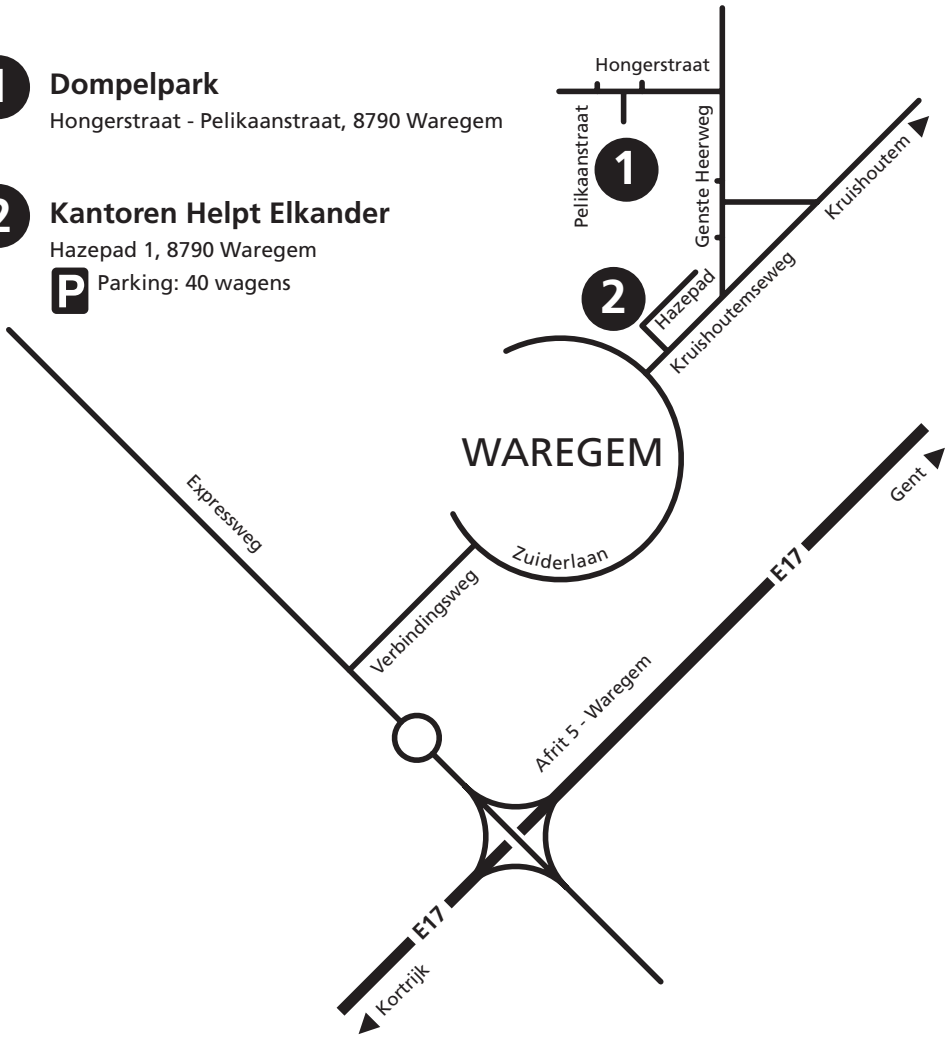 1
Dompelpark
Hongerstraat - Pelikaanstraat, 8790 Waregem
2
Kantoren Helpt Elkander
Hazepad 1, 8790 Waregem
P Parking: 40 wagens
Hongerstraat
Pelikaanstraat
1
Genste Heerweg
Kruishoutem
2
Hazepad
Kruishoutemseweg
WAREGEM
Gent
Expressweg
Zuiderlaan
E17
Verbindingsweg
Afrit 5 - Waregem
E17
Kortrijk